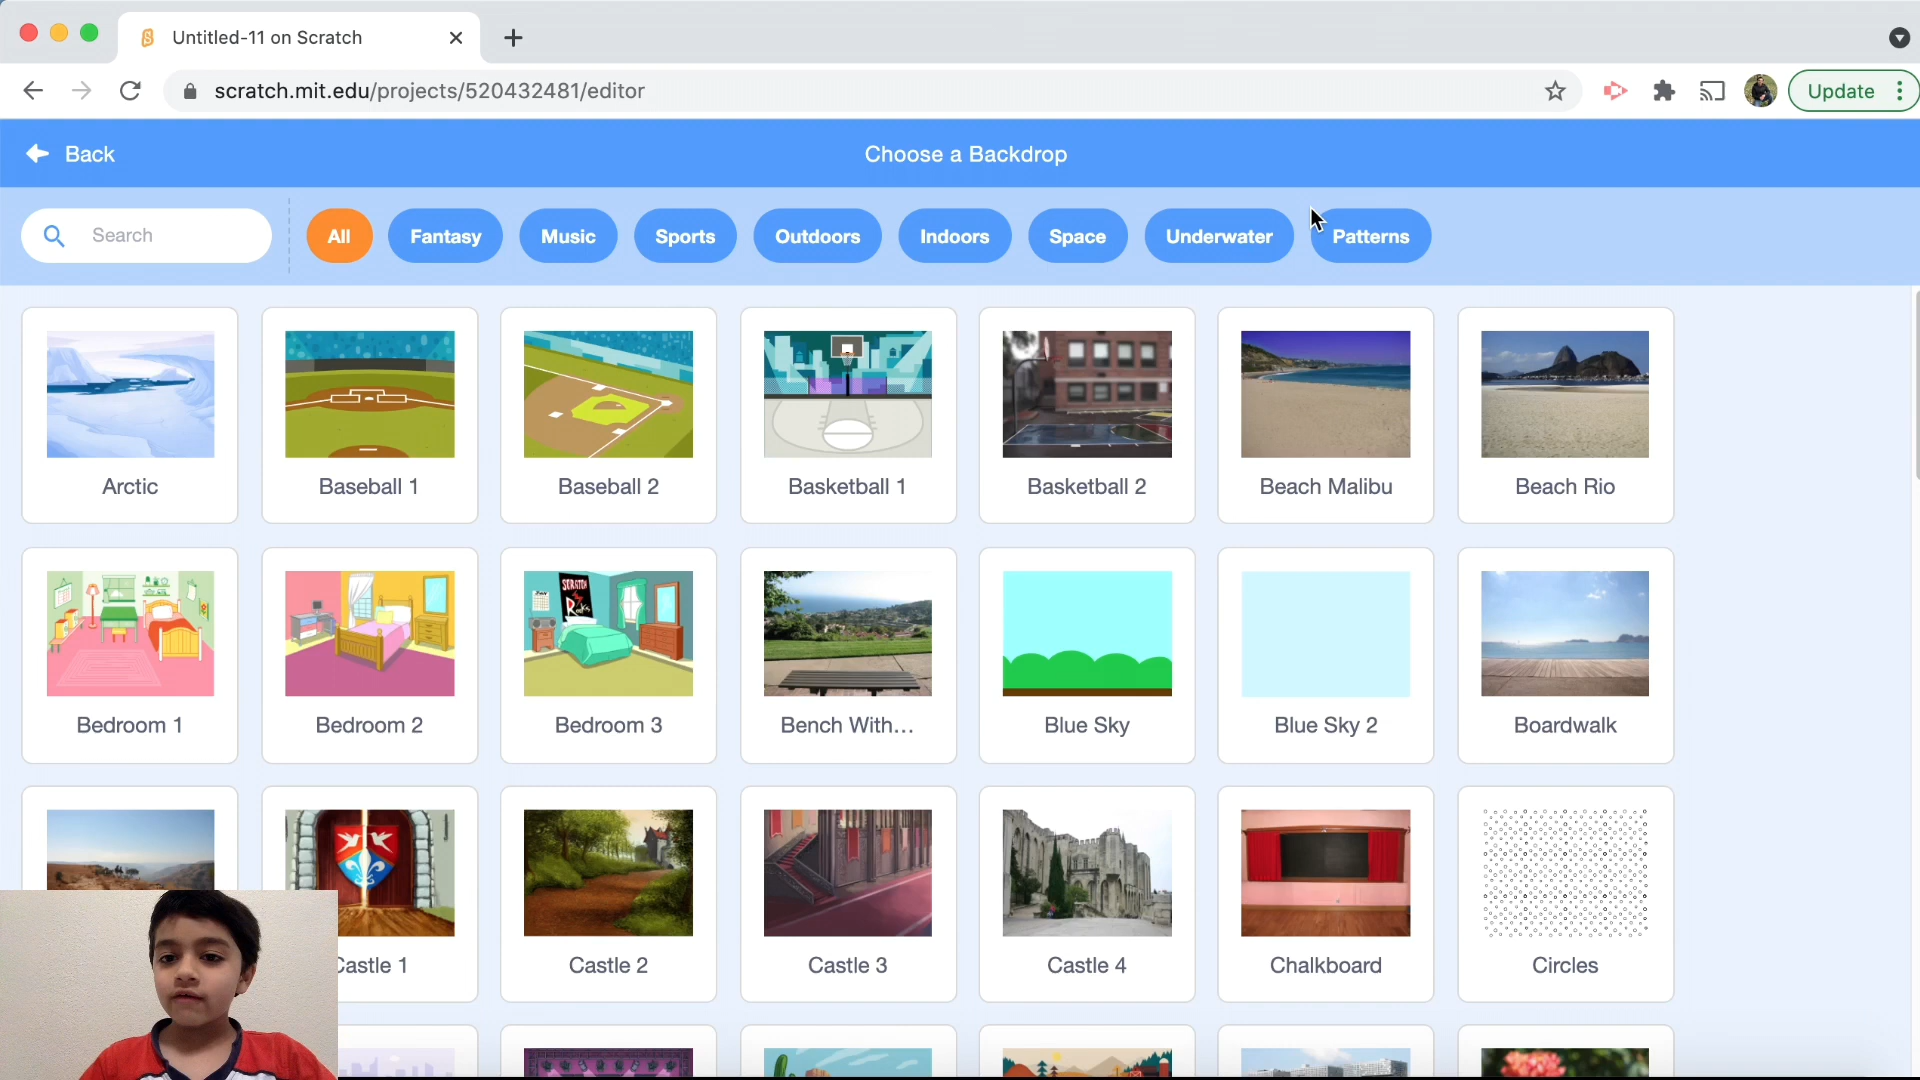 Untitled-11 on Scratch
scratch.mit.edu/projects/520432481/editor
Update
Back
Choose a Backdrop
Search
All
Fantasy
Music
Sports
Outdoors
Indoors
Space
Underwater
Patterns
Arctic
Baseball 1
Baseball 2
Basketball 1
Basketball 2
Beach Malibu
Beach Rio
SCRATCH
Rocks
Bedroom 1
Bedroom 2
Bedroom 3
Bench With...
Blue Sky
Blue Sky 2
Boardwalk
Castle 1
Castle 2
Castle 3
Castle 4
Chalkboard
Circles